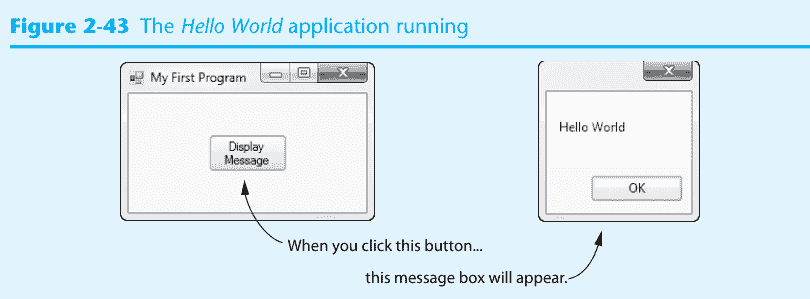 Figure 2-43 The Hello World application running
My First Program
Display
Message
Hello World
OK
When you click this button...
this message box will appear.